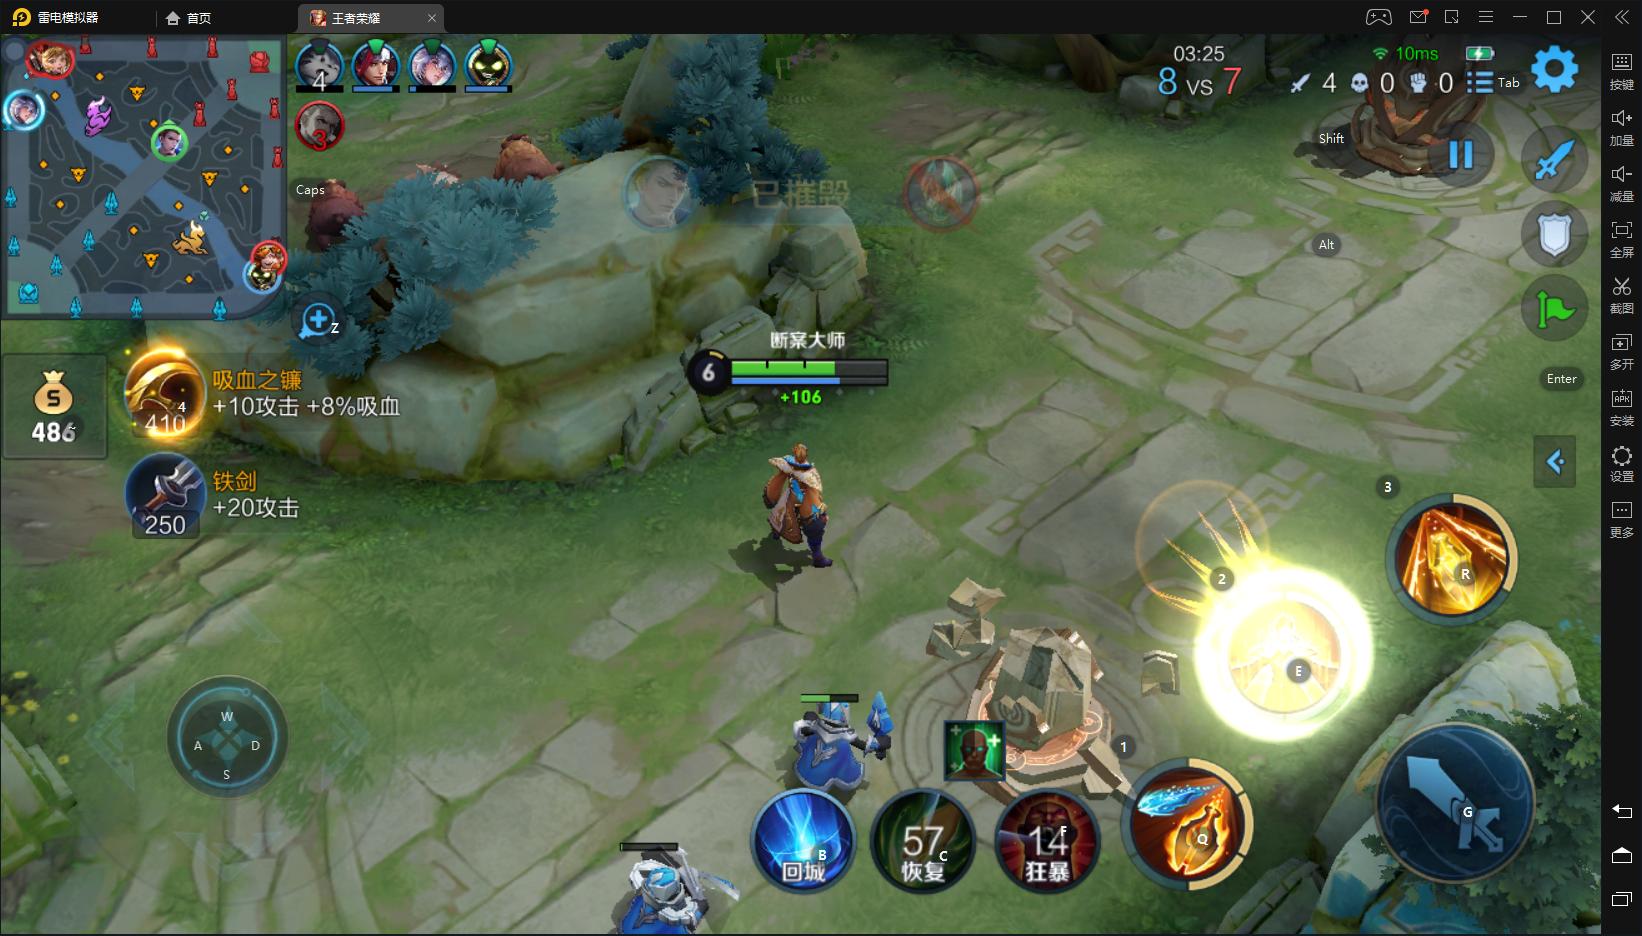 雷电模拟器
首页
王者荣耀
4
3
Caps
03:25
8 VS 7
10ms
4 0 0
Tab
Shift
Alt
Enter
已摧毁
Z
486
吸血之镰
+10攻击 +8%吸血
4
410
铁剑
+20攻击
250
断案大师
6
+106
W
A
D
S
3
R
2
E
1
G
Q
B
回城
57
C
恢复
14
F
狂暴
按键
加量
减量
全屏
截图
多开
APK
安装
设置
更多